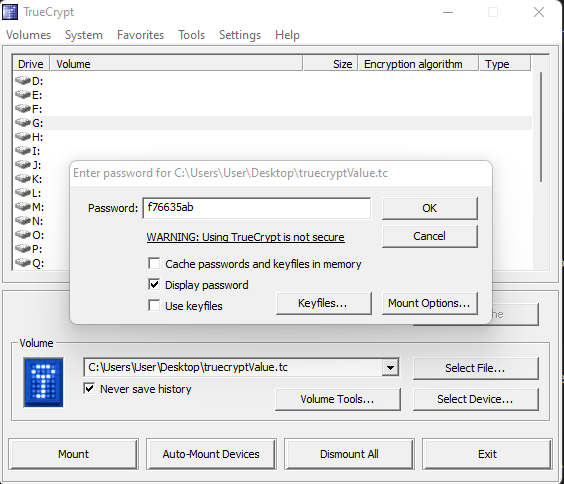 TrueCrypt
Volumes System Favorites Tools Settings Help
Drive Volume Size Encryption algorithm Type
D:
E:
F:
G:
H:
I:
J:
K:
L:
M:
N:
O:
P:
Q:
Enter password for C:\Users\User\Desktop\truecryptValue.tc
Password: f76635ab OK
WARNING: Using TrueCrypt is not secure Cancel
Cache passwords and keyfiles in memory
Display password
Use keyfiles Keyfiles... Mount Options...
Volume
C:\Users\User\Desktop\truecryptValue.tc Select File...
Never save history
Volume Tools... Select Device...
Mount Auto-Mount Devices Dismount All Exit